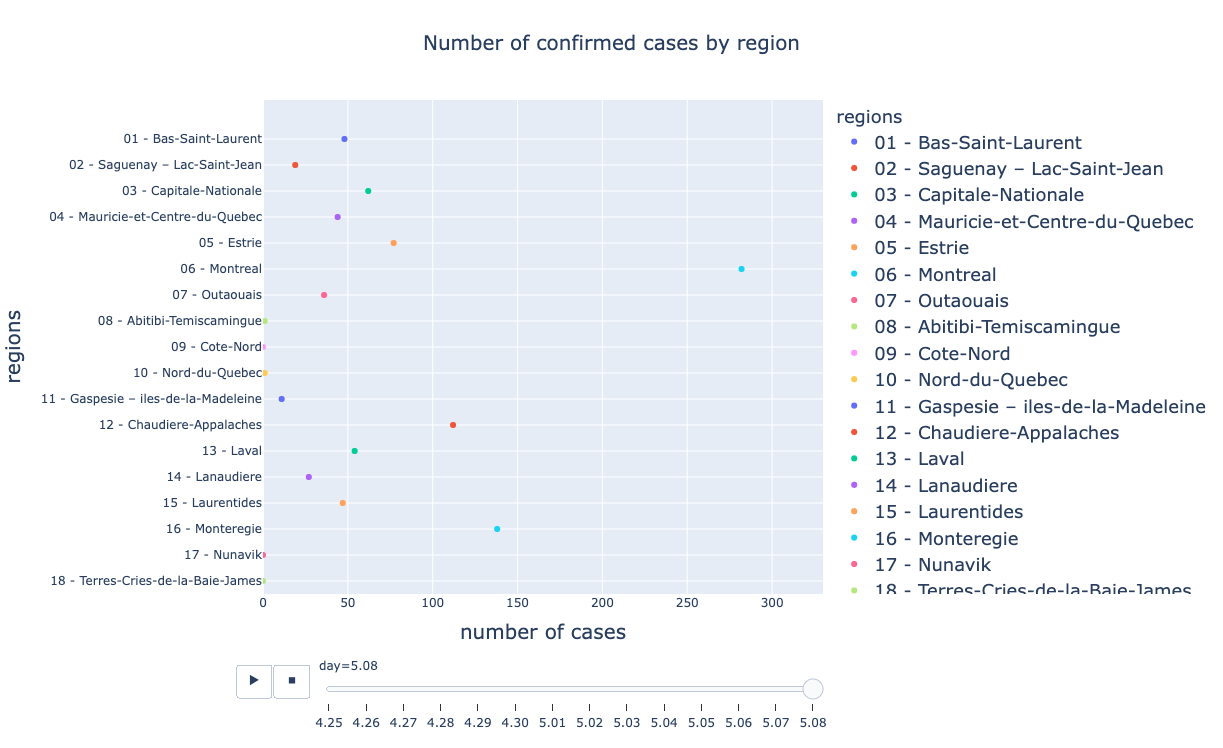 Number of confirmed cases by region
regions
01 - Bas-Saint-Laurent
02 - Saguenay – Lac-Saint-Jean
03 - Capitale-Nationale
04 - Mauricie-et-Centre-du-Quebec
05 - Estrie
06 - Montreal
07 - Outaouais
08 - Abitibi-Temiscamingue
09 - Cote-Nord
10 - Nord-du-Quebec
11 - Gaspesie – iles-de-la-Madeleine
12 - Chaudiere-Appalaches
13 - Laval
14 - Lanaudiere
15 - Laurentides
16 - Monteregie
17 - Nunavik
18 - Terres-Cries-de-la-Baie-James
0 50 100 150 200 250 300
number of cases
regions
01 - Bas-Saint-Laurent
02 - Saguenay – Lac-Saint-Jean
03 - Capitale-Nationale
04 - Mauricie-et-Centre-du-Quebec
05 - Estrie
06 - Montreal
07 - Outaouais
08 - Abitibi-Temiscamingue
09 - Cote-Nord
10 - Nord-du-Quebec
11 - Gaspesie – iles-de-la-Madeleine
12 - Chaudiere-Appalaches
13 - Laval
14 - Lanaudiere
15 - Laurentides
16 - Monteregie
17 - Nunavik
18 - Terres-Cries-de-la-Baie-James
day=5.08
4.25 4.26 4.27 4.28 4.29 4.30 5.01 5.02 5.03 5.04 5.05 5.06 5.07 5.08